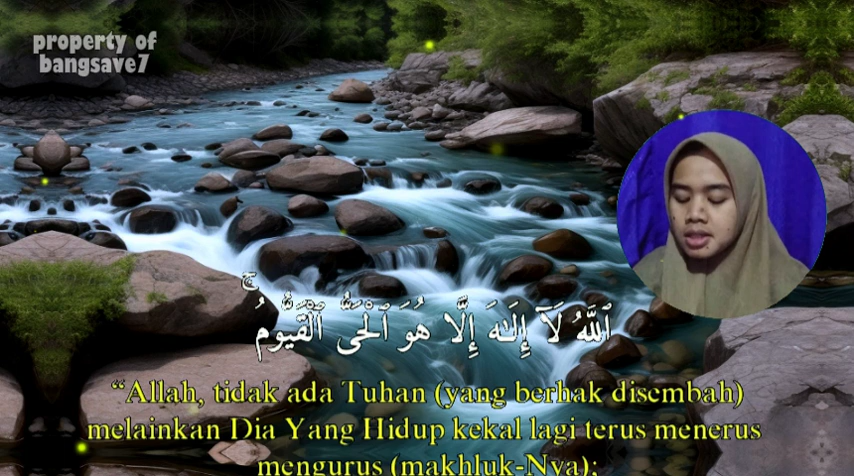 property of
bangsave7
ٱللَّهُ لَآ إِلَـٰهَ إِلَّا هُوَ ٱلْحَىُّ ٱلْقَيُّومُ ۚ
“Allah, tidak ada Tuhan (yang berhak disembah)
melainkan Dia Yang Hidup kekal lagi terus menerus
mengurus (makhluk-Nya);